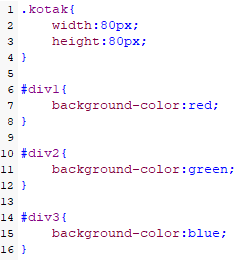 1 .kotak{
2     width:80px;
3     height:80px;
4 }
5
6 #div1{
7     background-color:red;
8 }
9
10 #div2{
11     background-color:green;
12 }
13
14 #div3{
15     background-color:blue;
16 }